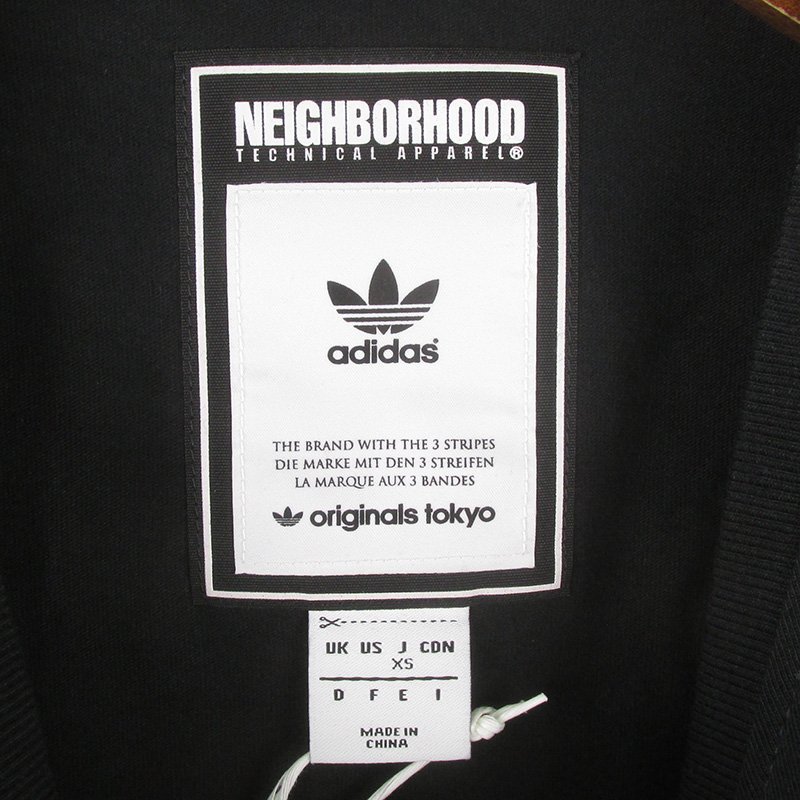 NEIGHBORHOOD
TECHNICAL APPAREL®
adidas
THE BRAND WITH THE 3 STRIPES
DIE MARKE MIT DEN 3 STREIFEN
LA MARQUE AUX 3 BANDES
originals tokyo
UK US J CDN
XS
D F E I
MADE IN
CHINA